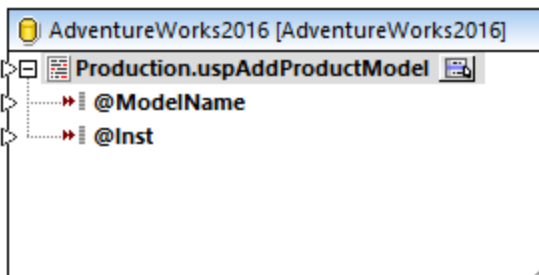 AdventureWorks2016 [AdventureWorks2016]
Production.uspAddProductModel
@ModelName
@Inst